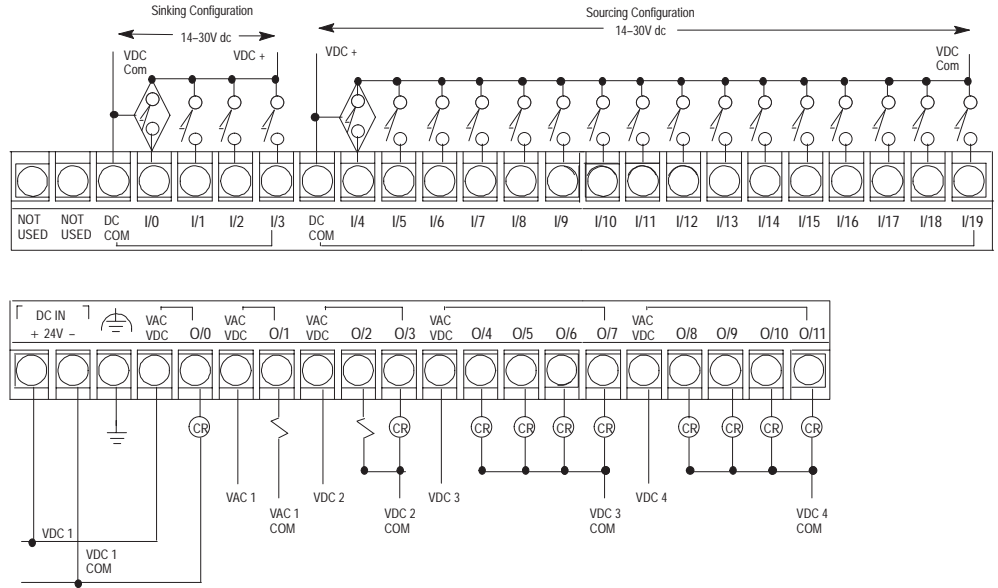 Sinking Configuration
Sourcing Configuration
14–30V dc
14–30V dc
VDC
Com
VDC +
VDC +
VDC
Com
NOT
USED
NOT
USED
DC
COM
I/0
I/1
I/2
I/3
DC
COM
I/4
I/5
I/6
I/7
I/8
I/9
I/10
I/11
I/12
I/13
I/14
I/15
I/16
I/17
I/18
I/19
DC IN
+ 24V –
VAC
VDC
O/0
VAC
VDC
O/1
VAC
VDC
O/2
O/3
VAC
VDC
O/4
O/5
O/6
O/7
VAC
VDC
O/8
O/9
O/10
O/11
CR
CR
CR
CR
CR
CR
CR
CR
CR
CR
VAC 1
VAC 1
COM
VDC 2
VDC 2
COM
VDC 3
VDC 3
COM
VDC 4
VDC 4
COM
VDC 1
VDC 1
COM